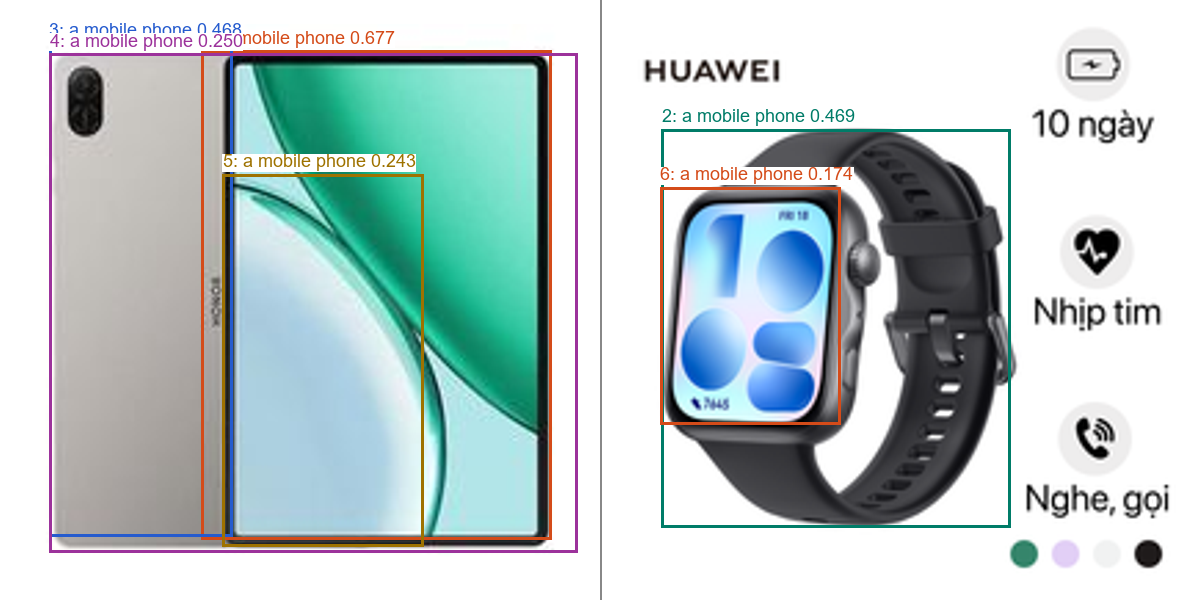 3: a mobile phone 0.468
4: a mobile phone 0.250
mobile phone 0.677
5: a mobile phone 0.243
HONOR
HUAWEI
2: a mobile phone 0.469
6: a mobile phone 0.174
FRI 18
7645
10 ngày
Nhịp tim
Nghe, gọi